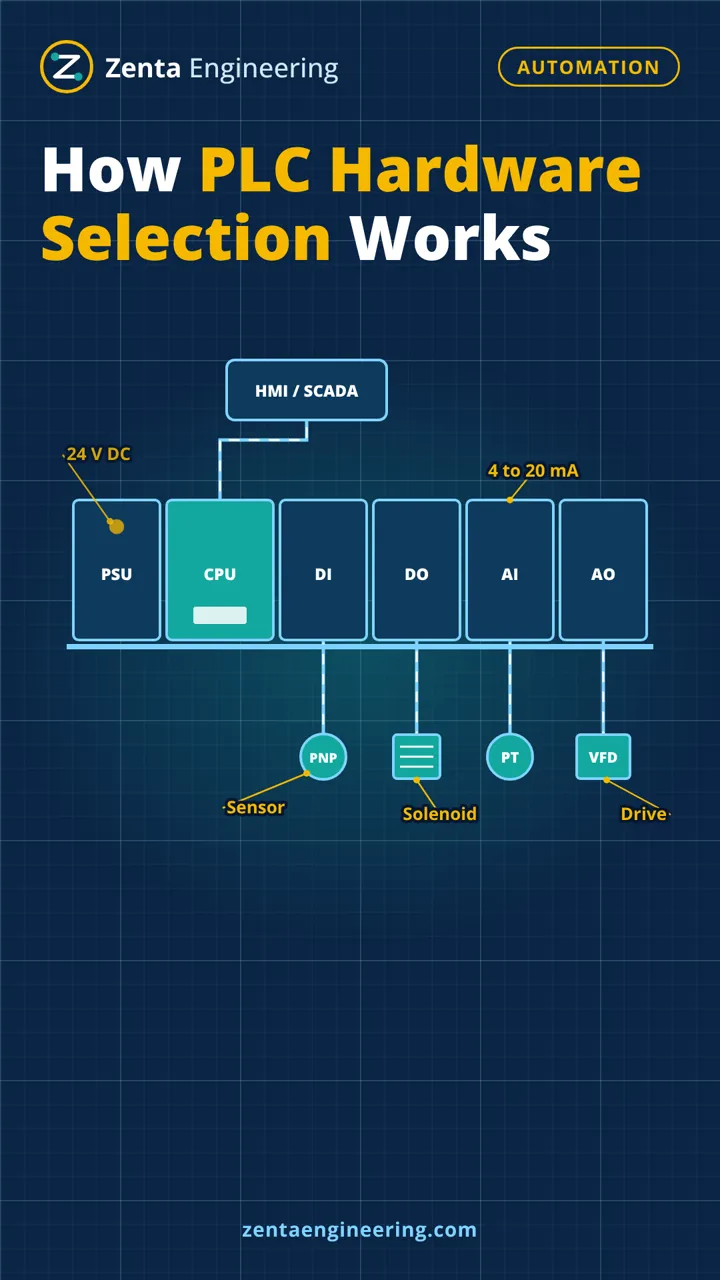 Zenta Engineering
AUTOMATION
How PLC Hardware
Selection Works
HMI / SCADA
24 V DC
4 to 20 mA
PSU
CPU
DI
DO
AI
AO
PNP
PT
VFD
Sensor
Solenoid
Drive
zentaengineering.com